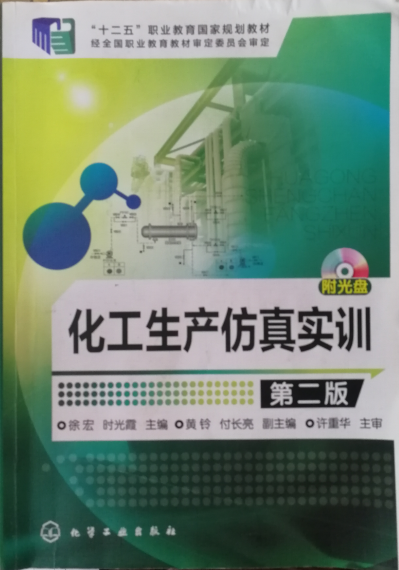 “十二五”职业教育国家规划教材
经全国职业教育教材审定委员会审定
附光盘
化工生产仿真实训
第二版
徐宏 时光霞 主编 黄铃 付长亮 副主编 许重华 主审
化学工业出版社